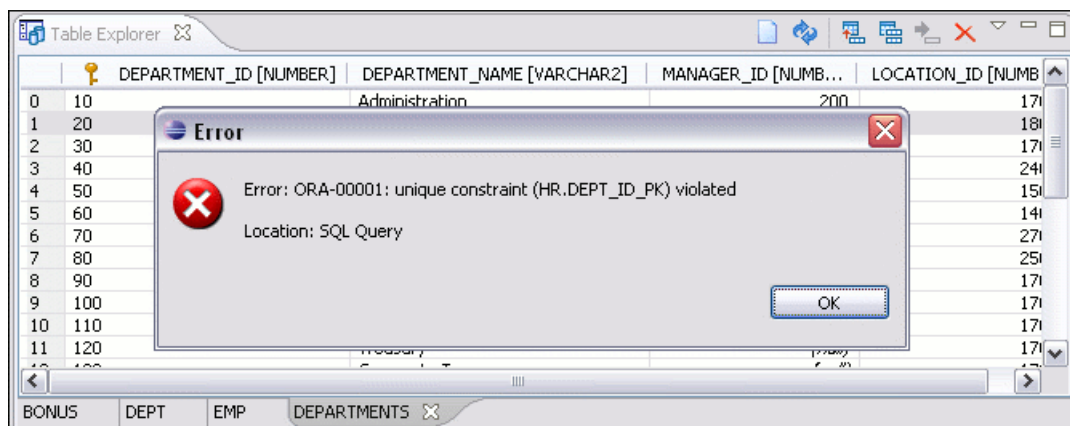 Table Explorer
DEPARTMENT_ID [NUMBER] DEPARTMENT_NAME [VARCHAR2] MANAGER_ID [NUMB... LOCATION_ID [NUMB
0 10 Administration 200
1 20
2 30
3 40
4 50
5 60
6 70
7 80
8 90
9 100
10 110
11 120 Treasury (null)
Error
Error: ORA-00001: unique constraint (HR.DEPT_ID_PK) violated
Location: SQL Query
OK
BONUS DEPT EMP DEPARTMENTS